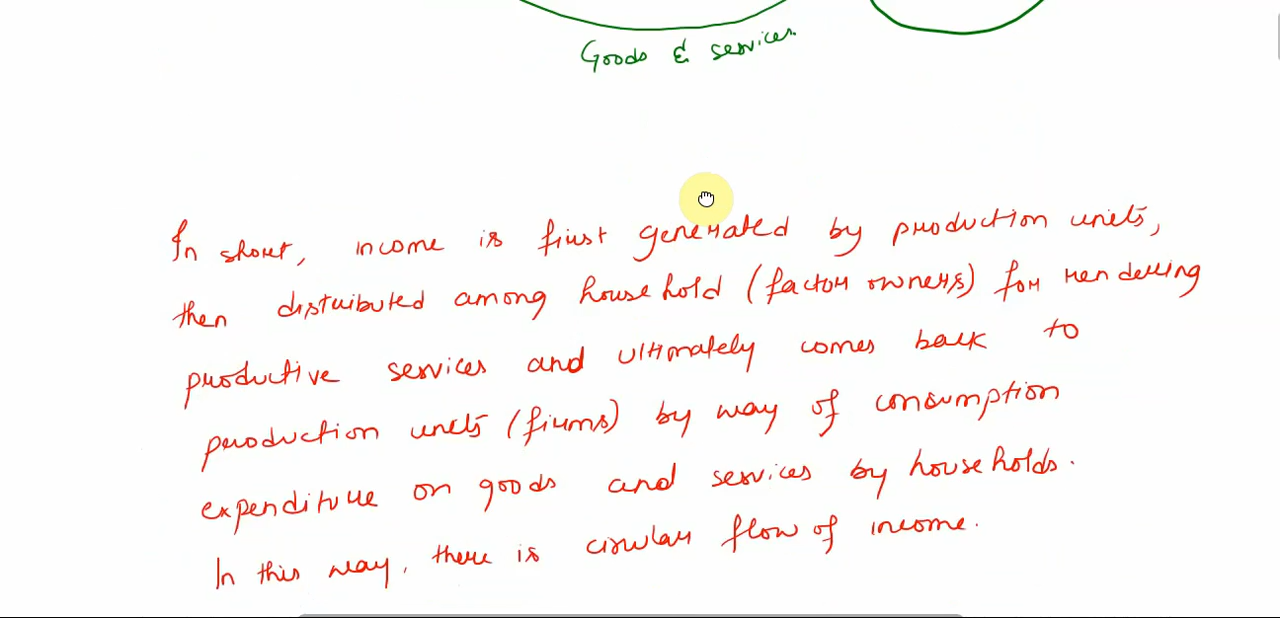 Goods & services.
In short, income is first generated by production units,
then distributed among household (factor owners) for rendering
productive services and ultimately comes back to
production units (firms) by way of consumption
expenditure on goods and services by households.
In this way, there is circular flow of income.